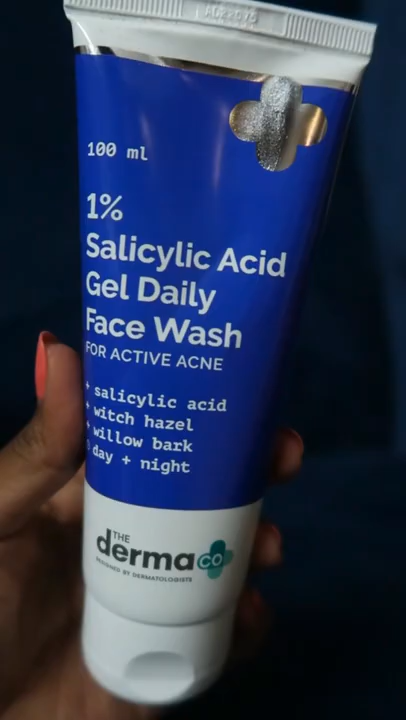 100 ml
1%
Salicylic Acid
Gel Daily
Face Wash
FOR ACTIVE ACNE
+ salicylic acid
+ witch hazel
+ willow bark
day + night
THE
derma co
DESIGNED BY DERMATOLOGISTS